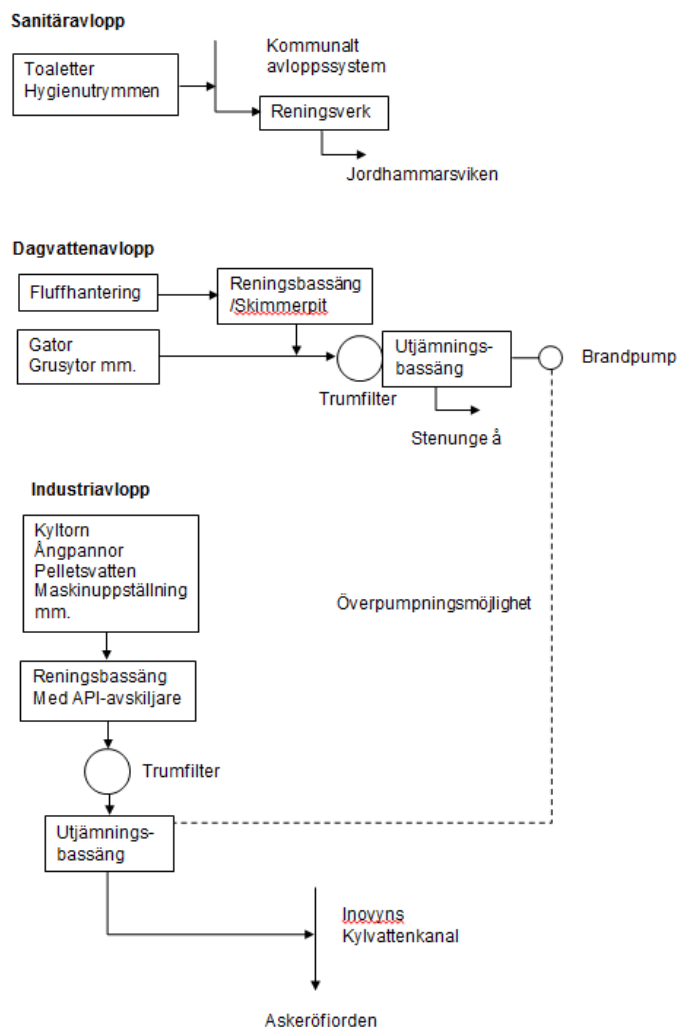 Sanitäravlopp
Toaletter
Hygienutrymmen
Kommunalt
avloppssystem
Reningsverk
Jordhammarsviken
Dagvattenavlopp
Fluffhantering
Reningsbassäng
/Skimmerpit
Gator
Grusytor mm.
Trumfilter
Utjämnings-
bassäng
Brandpump
Stenunge å
Industriavlopp
Kyltorn
Ångpannor
Pelletsvatten
Maskinuppställning
mm.
Överpumpningsmöjlighet
Reningsbassäng
Med API-avskiljare
Trumfilter
Utjämnings-
bassäng
Inovyns
Kylvattenkanal
Askeröfjorden